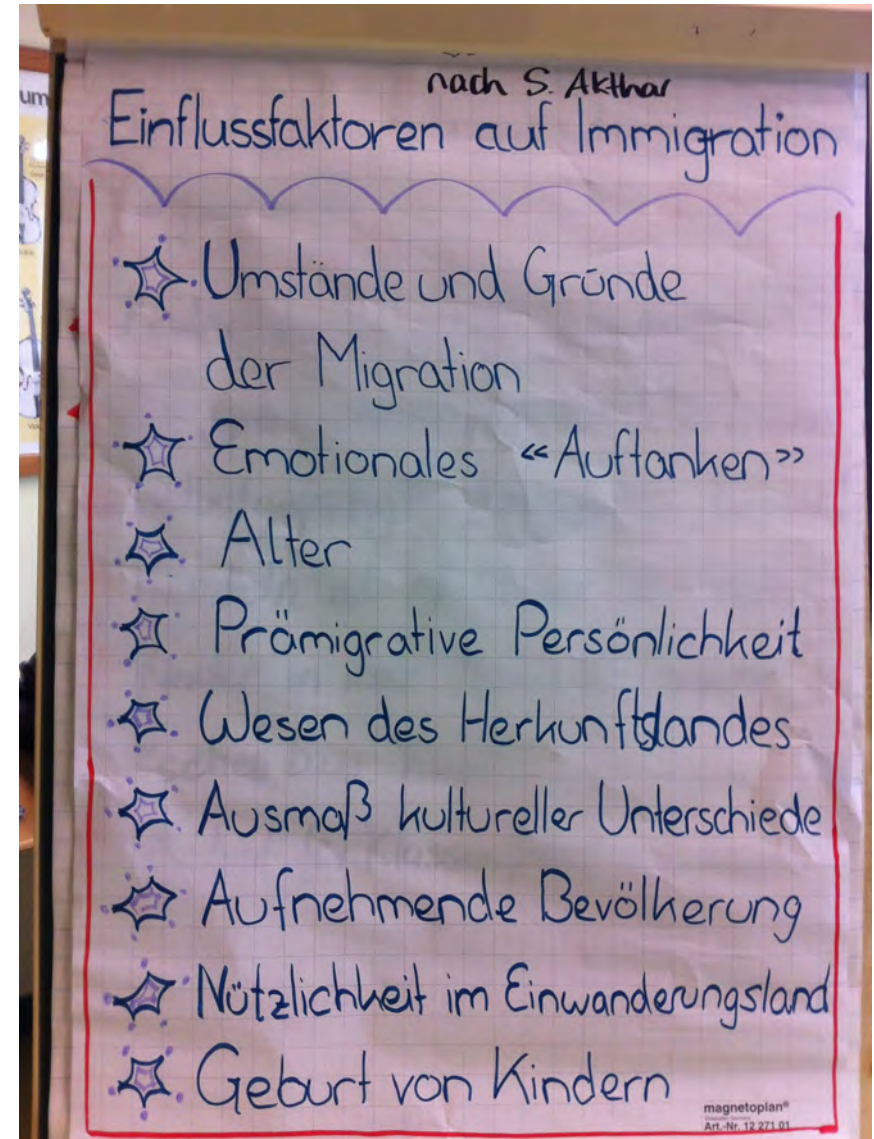 um
nach S. Akthar
Einflussfaktoren auf Immigration
Umstände und Gründe
der Migration
Emotionales «Auftanken»
Alter
Prämigrative Persönlichkeit
Wesen des Herkunftslandes
Ausmaß kultureller Unterschiede
Aufnehmende Bevölkerung
Nützlichkeit im Einwanderungsland
Geburt von Kindern
magnetoplan®
Art.-Nr. 12 271 01